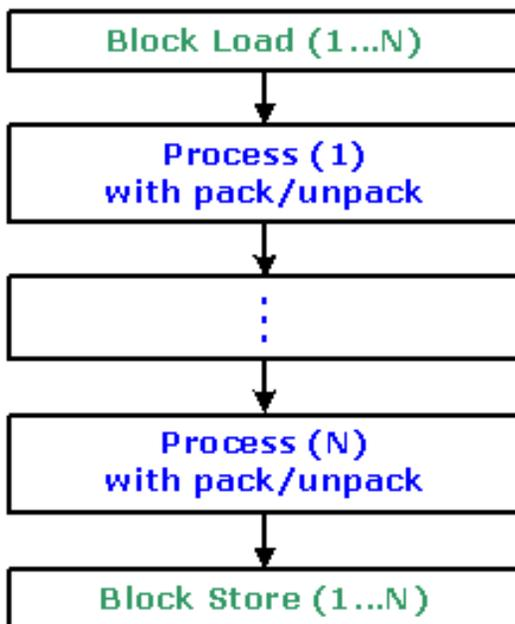 Block Load (1...N)
Process (1)
with pack/unpack
⋮
Process (N)
with pack/unpack
Block Store (1...N)